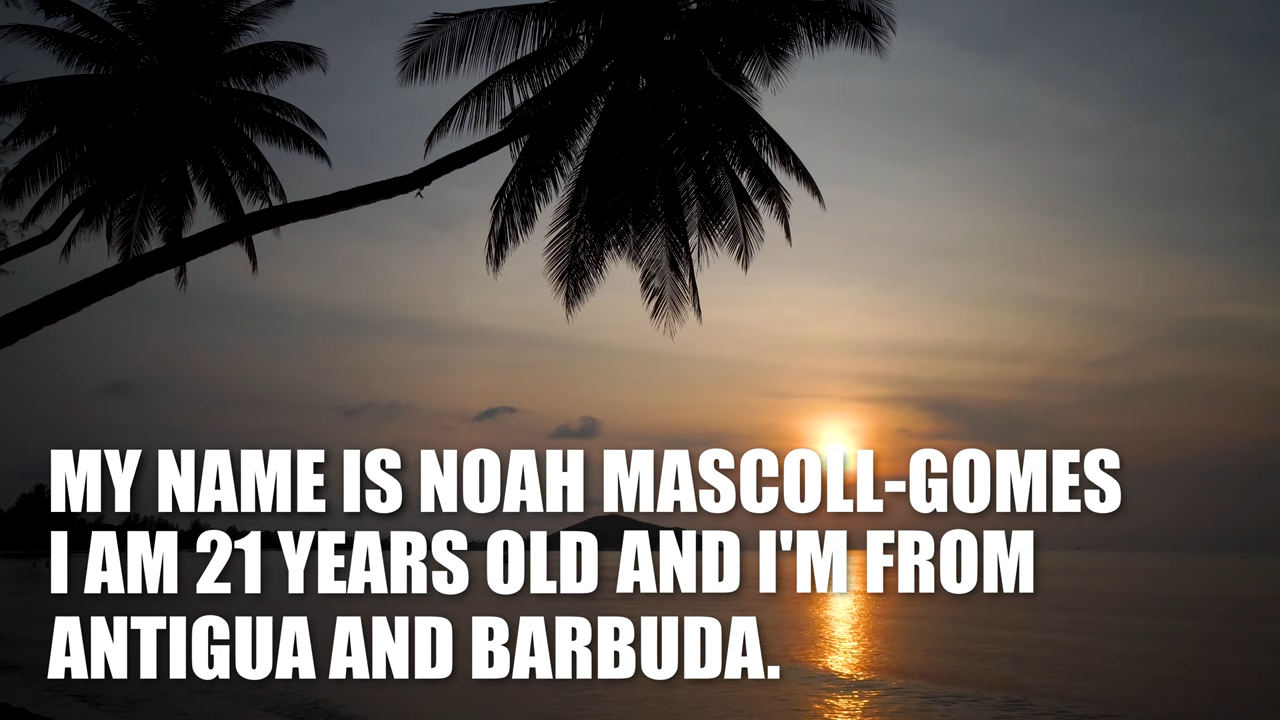 MY NAME IS NOAH MASCOLL-GOMES
I AM 21 YEARS OLD AND I'M FROM
ANTIGUA AND BARBUDA.